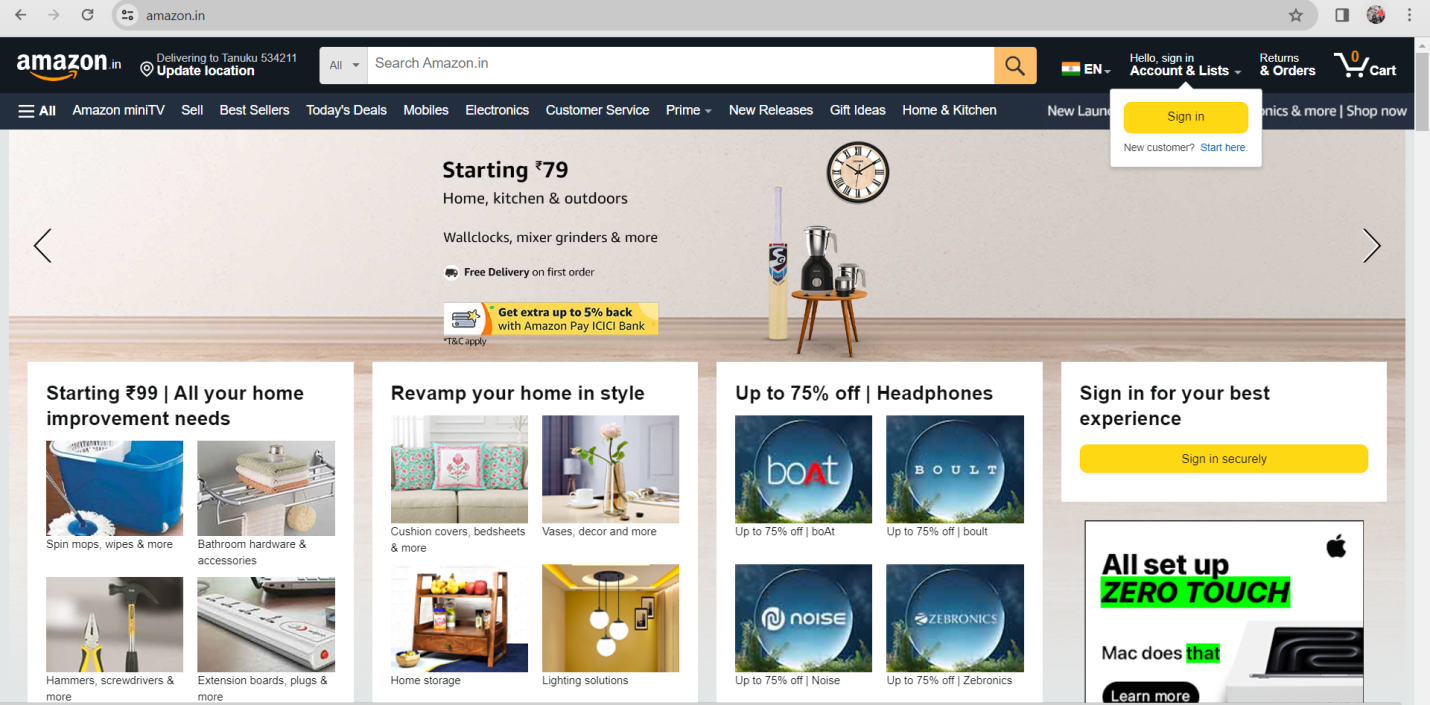 amazon.in
amazon.in
Delivering to Tanuku 534211
Update location
All
Search Amazon.in
EN
Hello, sign in
Account & Lists
Returns
& Orders
0
Cart
All
Amazon miniTV
Sell
Best Sellers
Today's Deals
Mobiles
Electronics
Customer Service
Prime
New Releases
Gift Ideas
Home & Kitchen
New Laun
onics & more | Shop now
Sign in
New customer? Start here.
Starting ₹79
Home, kitchen & outdoors
Wallclocks, mixer grinders & more
Free Delivery on first order
Get extra up to 5% back
with Amazon Pay ICICI Bank
*T&C apply
SG
Starting ₹99 | All your home
improvement needs
Spin mops, wipes & more
Bathroom hardware &
accessories
Hammers, screwdrivers &
more
Extension boards, plugs &
more
Revamp your home in style
Cushion covers, bedsheets
& more
Vases, decor and more
Home storage
Lighting solutions
Up to 75% off | Headphones
boAt
BOULT
Up to 75% off | boAt
Up to 75% off | boult
noise
ZEBRONICS
Up to 75% off | Noise
Up to 75% off | Zebronics
Sign in for your best
experience
Sign in securely
All set up
ZERO TOUCH
Mac does that
Learn more